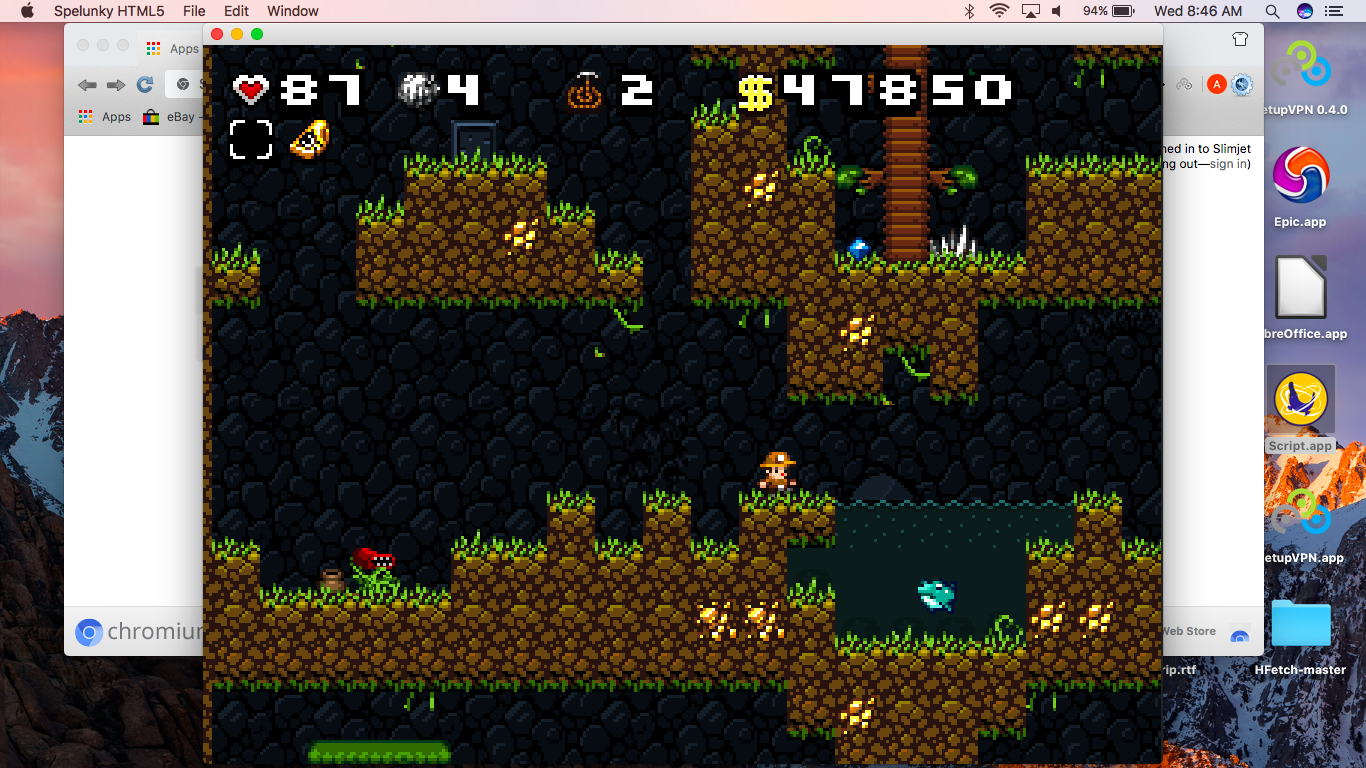 Spelunky HTML5 File Edit Window 94% Wed 8:46 AM
Apps
87 4 2 $47850
A
etupVPN 0.4.0
Apps eBay
ned in to Slimjet
ng out—sign in)
Epic.app
breOffice.app
Script.app
etupVPN.app
chromium
Web Store
rip.rtf
HFetch-master